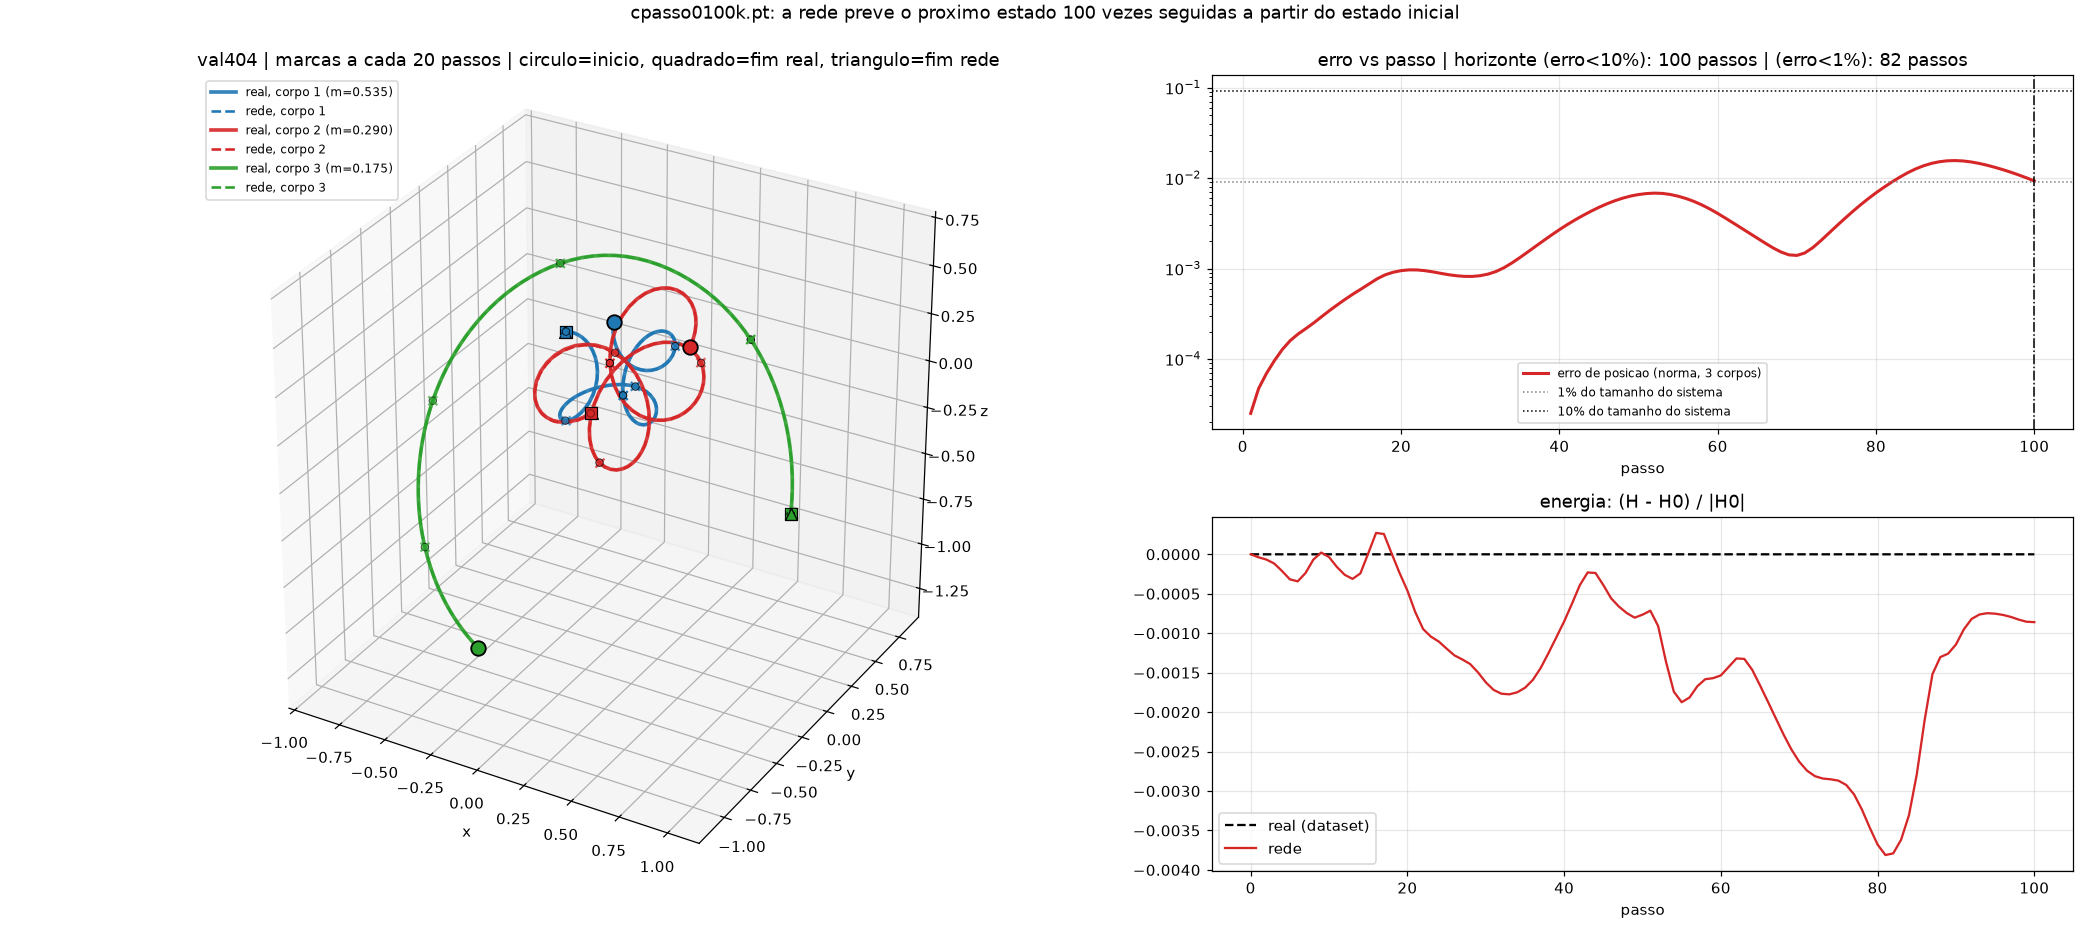 cpasso0100k.pt: a rede preve o proximo estado 100 vezes seguidas a partir do estado inicial
val404 | marcas a cada 20 passos | circulo=inicio, quadrado=fim real, triangulo=fim rede
real, corpo 1 (m=0.535)
rede, corpo 1
real, corpo 2 (m=0.290)
rede, corpo 2
real, corpo 3 (m=0.175)
rede, corpo 3
0.75
0.50
0.25
0.00
−0.25
−0.50
−0.75
−1.00
−1.25
z
0.75
0.50
0.25
0.00
−0.25
−0.50
−0.75
−1.00
y
−1.00
−0.75
−0.50
−0.25
0.00
0.25
0.50
0.75
1.00
x
erro vs passo | horizonte (erro<10%): 100 passos | (erro<1%): 82 passos
10⁻¹
10⁻²
10⁻³
10⁻⁴
erro de posicao (norma, 3 corpos)
1% do tamanho do sistema
10% do tamanho do sistema
0 20 40 60 80 100
passo
energia: (H - H0) / |H0|
0.0000
−0.0005
−0.0010
−0.0015
−0.0020
−0.0025
−0.0030
−0.0035
−0.0040
real (dataset)
rede
0 20 40 60 80 100
passo